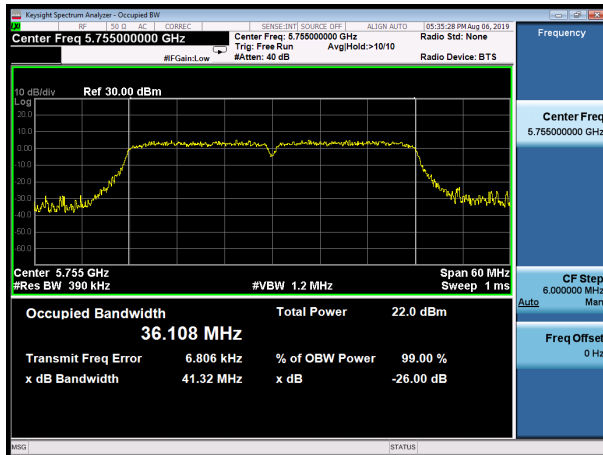 Keysight Spectrum Analyzer - Occupied BW
LXI RF 50 Ω AC CORREC SENSE:INT SOURCE OFF ALIGN AUTO 05:35:28 PM Aug 06, 2019
Center Freq 5.755000000 GHz
Center Freq: 5.755000000 GHz
Radio Std: None
Trig: Free Run Avg|Hold:>10/10
#IFGain:Low
#Atten: 40 dB
Radio Device: BTS
Frequency
10 dB/div Ref 30.00 dBm
Log
20.0
10.0
0.00
-10.0
-20.0
-30.0
-40.0
-50.0
-60.0
Center Freq
5.755000000 GHz
Center 5.755 GHz Span 60 MHz
#Res BW 390 kHz #VBW 1.2 MHz Sweep 1 ms
CF Step
6.000000 MHz
Auto Man
Occupied Bandwidth Total Power 22.0 dBm
36.108 MHz
Transmit Freq Error 6.806 kHz % of OBW Power 99.00 %
x dB Bandwidth 41.32 MHz x dB -26.00 dB
Freq Offset
0 Hz
MSG STATUS